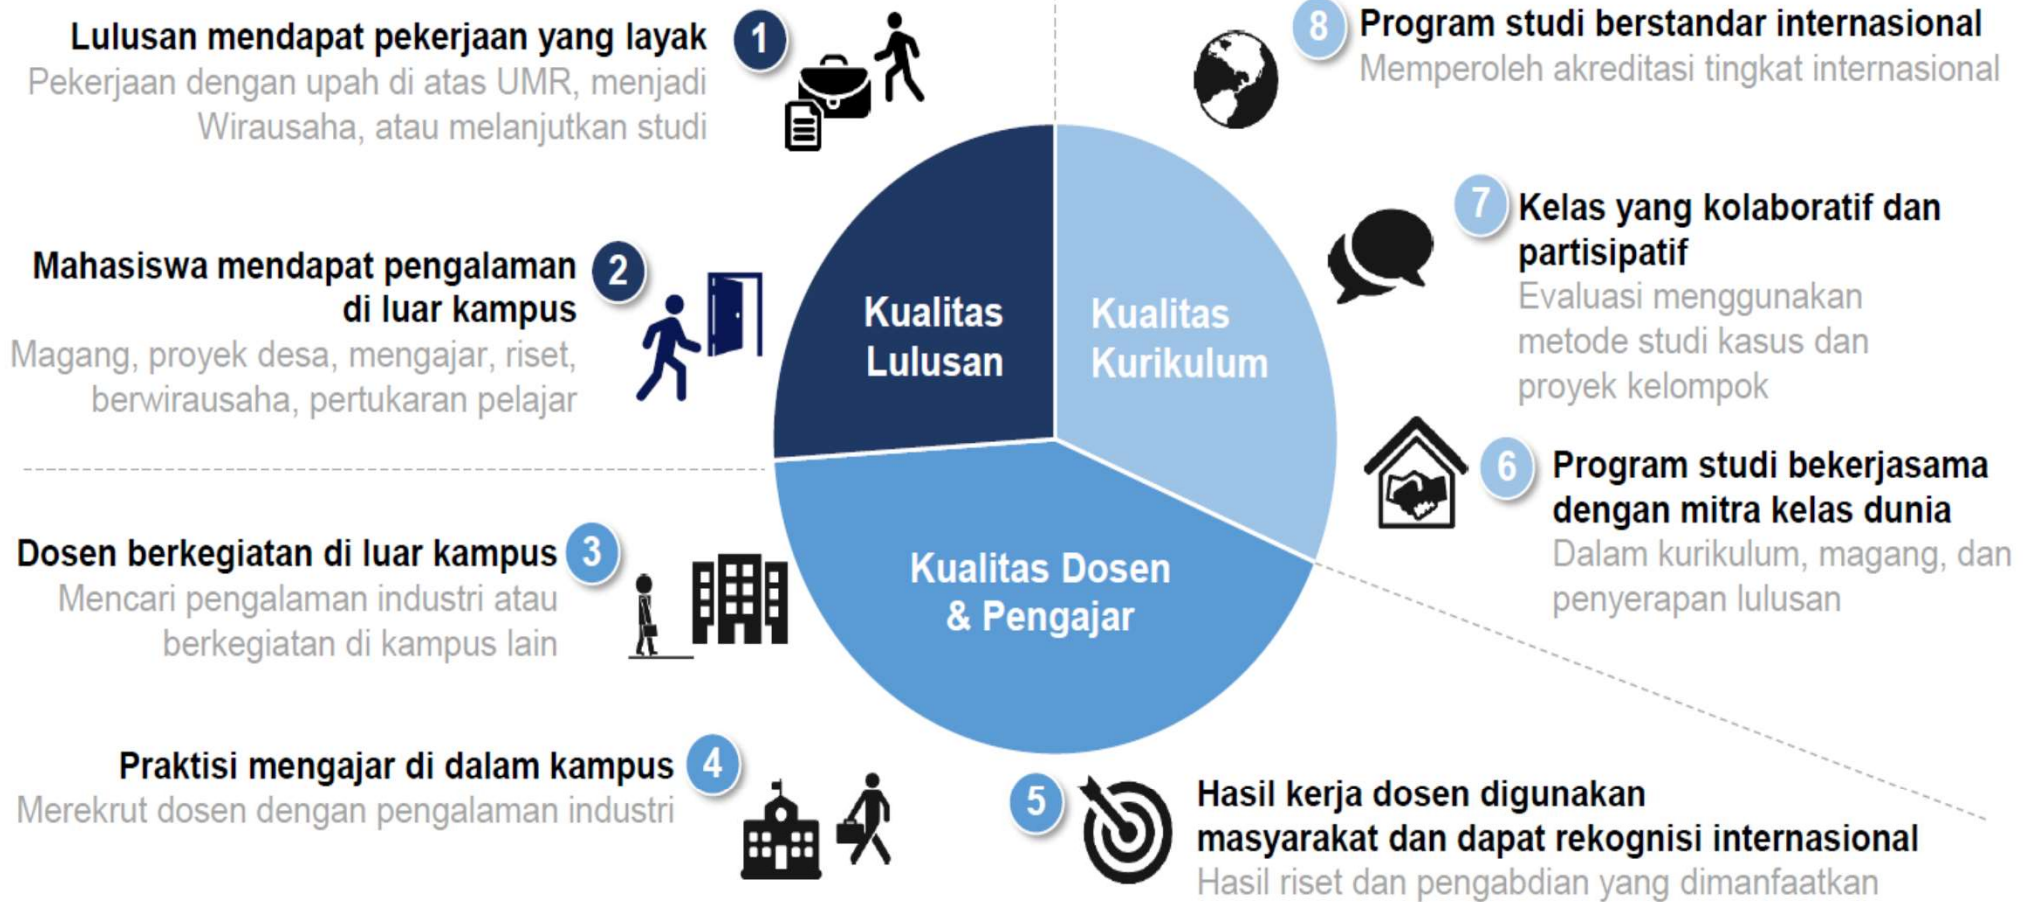 1
Lulusan mendapat pekerjaan yang layak
Pekerjaan dengan upah di atas UMR, menjadi
Wirausaha, atau melanjutkan studi
2
Mahasiswa mendapat pengalaman
di luar kampus
Magang, proyek desa, mengajar, riset,
berwirausaha, pertukaran pelajar
3
Dosen berkegiatan di luar kampus
Mencari pengalaman industri atau
berkegiatan di kampus lain
4
Praktisi mengajar di dalam kampus
Merekrut dosen dengan pengalaman industri
5
Hasil kerja dosen digunakan
masyarakat dan dapat rekognisi internasional
Hasil riset dan pengabdian yang dimanfaatkan
6
Program studi bekerjasama
dengan mitra kelas dunia
Dalam kurikulum, magang, dan
penyerapan lulusan
7
Kelas yang kolaboratif dan
partisipatif
Evaluasi menggunakan
metode studi kasus dan
proyek kelompok
8
Program studi berstandar internasional
Memperoleh akreditasi tingkat internasional
Kualitas
Lulusan
Kualitas
Kurikulum
Kualitas Dosen
& Pengajar